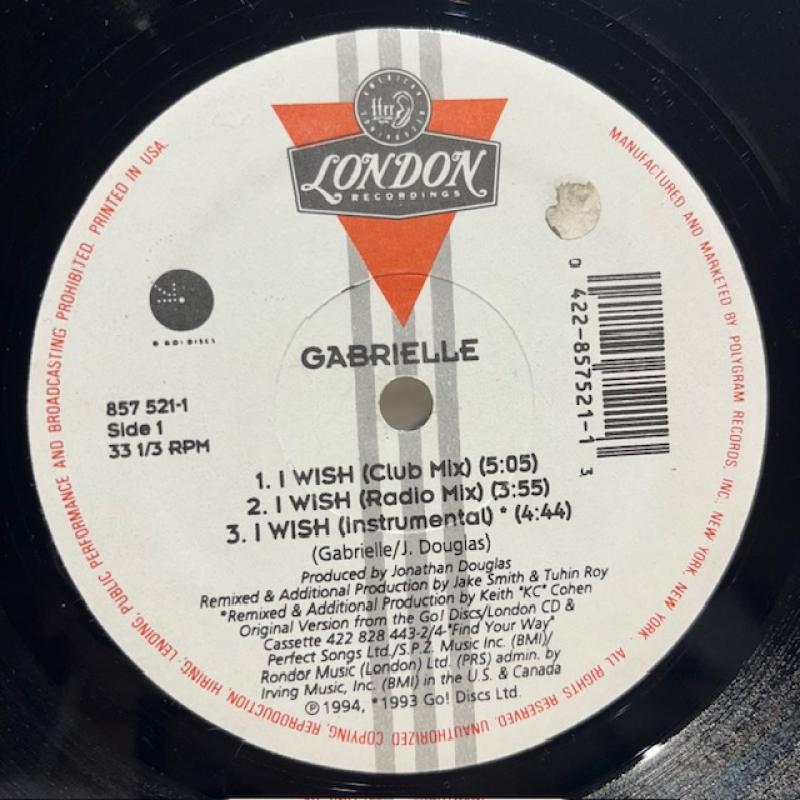 AMERICAN RECORDINGS
ffrr
LONDON
RECORDINGS
® GO! DISCS
GABRIELLE
857 521-1
Side 1
33 1/3 RPM
0 422-857521-1 3
1. I WISH (Club Mix) (5:05)
2. I WISH (Radio Mix) (3:55)
3. I WISH (Instrumental) * (4:44)
(Gabrielle/J. Douglas)
Produced by Jonathan Douglas
Remixed & Additional Production by Jake Smith & Tuhin Roy
*Remixed & Additional Production by Keith "KC" Cohen
Original Version from the Go! Discs/London CD &
Cassette 422 828 443-2/4-"Find Your Way"
Perfect Songs Ltd./S.P.Z. Music Inc. (BMI)/
Rondor Music (London) Ltd. (PRS) admin. by
Irving Music, Inc. (BMI) in the U.S. & Canada
℗1994, *1993 Go! Discs Ltd.
MANUFACTURED AND MARKETED BY POLYGRAM RECORDS, INC., NEW YORK, NEW YORK. ALL RIGHTS RESERVED. UNAUTHORIZED COPYING, REPRODUCTION, HIRING, LENDING, PUBLIC PERFORMANCE AND BROADCASTING PROHIBITED. PRINTED IN USA.